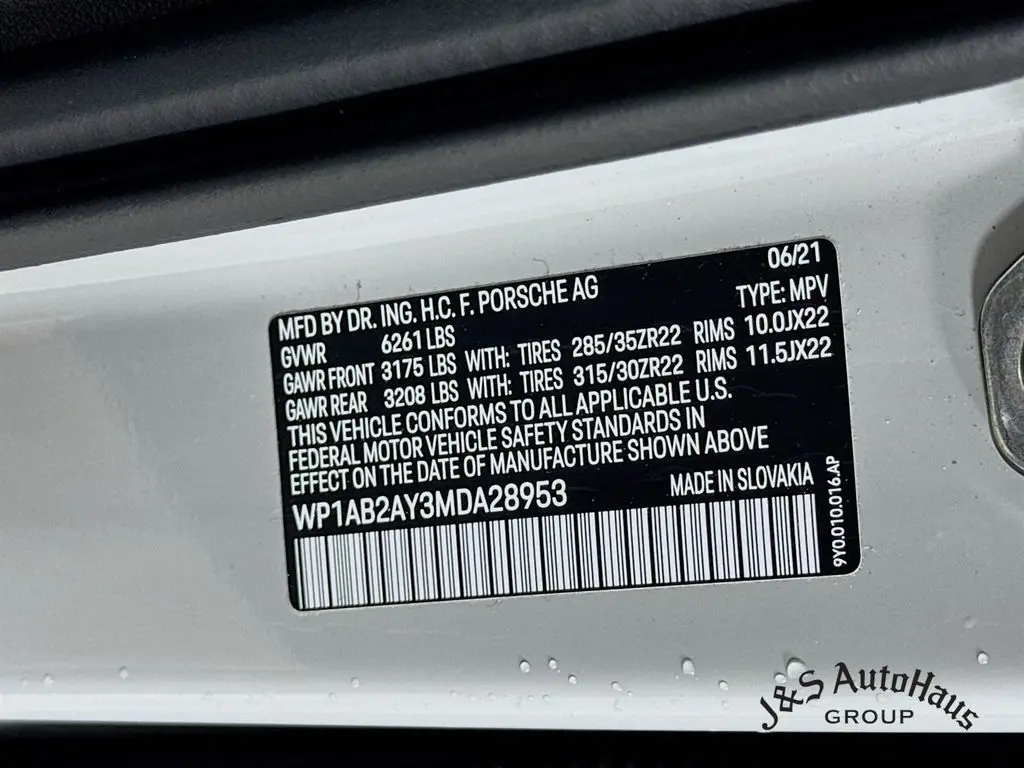 06/21
MFD BY DR. ING. H.C. F. PORSCHE AG
TYPE: MPV
GVWR 6261 LBS
GAWR FRONT 3175 LBS WITH: TIRES 285/35ZR22 RIMS 10.0JX22
GAWR REAR 3208 LBS WITH: TIRES 315/30ZR22 RIMS 11.5JX22
THIS VEHICLE CONFORMS TO ALL APPLICABLE U.S.
FEDERAL MOTOR VEHICLE SAFETY STANDARDS IN
EFFECT ON THE DATE OF MANUFACTURE SHOWN ABOVE
WP1AB2AY3MDA28953
MADE IN SLOVAKIA
9Y0.010.016.AP
J&S AutoHaus
GROUP